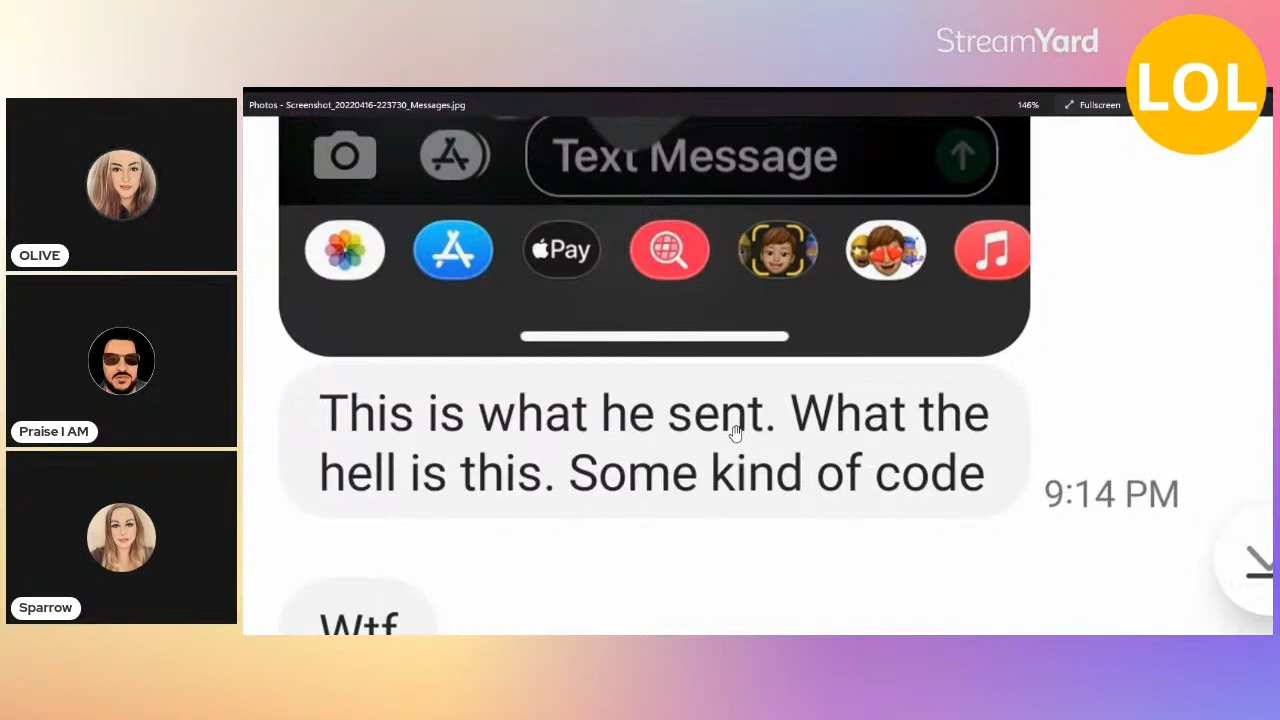 StreamYard
LOL
Photos - Screenshot_20220416-223730_Messages.jpg
146%
Fullscreen
OLIVE
Praise I AM
Sparrow
Text Message
Pay
This is what he sent. What the
hell is this. Some kind of code
9:14 PM
Wtf